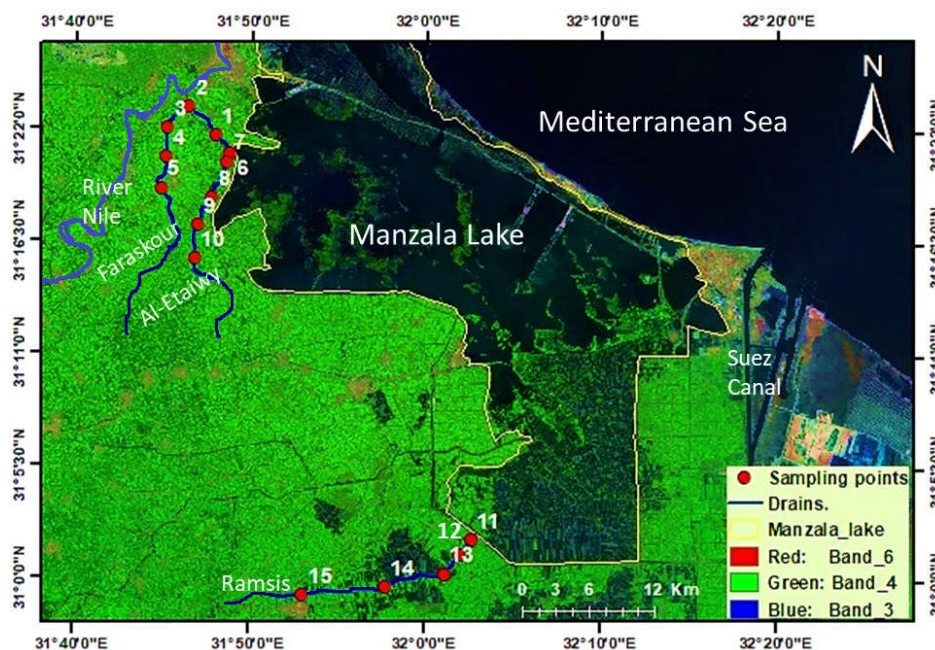 31°40'0"E
31°50'0"E
32°00'0"E
32°10'0"E
32°20'0"E
31°22'0"N
31°16'30"N
31°11'0"N
31°5'30"N
31°0'0"N
N
Mediterranean Sea
Manzala Lake
River
Nile
2
3
1
4
7
6
5
8
9
10
Faraskour
Al-Etaiwy
Suez
Canal
11
12
13
14
15
Ramsis
0 3 6 12 Km
Sampling points
Drains.
Manzala_lake
Red: Band_6
Green: Band_4
Blue: Band_3
31°40'0"E
31°50'0"E
32°00'0"E
32°10'0"E
32°20'0"E